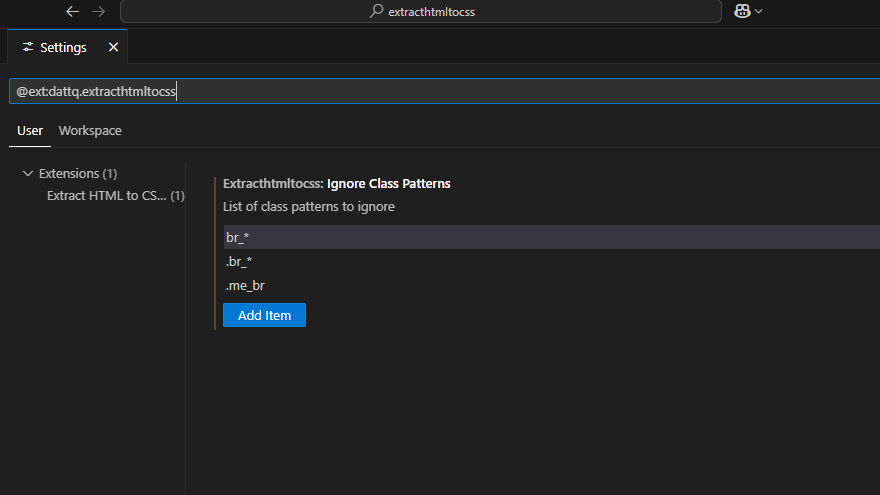 extracthtmltocss
Settings
@ext:dattq.extracthtmltocss
User
Workspace
Extensions (1)
Extract HTML to CS... (1)
Extracthtmltocss: Ignore Class Patterns
List of class patterns to ignore
br_*
.br_*
.me_br
Add Item